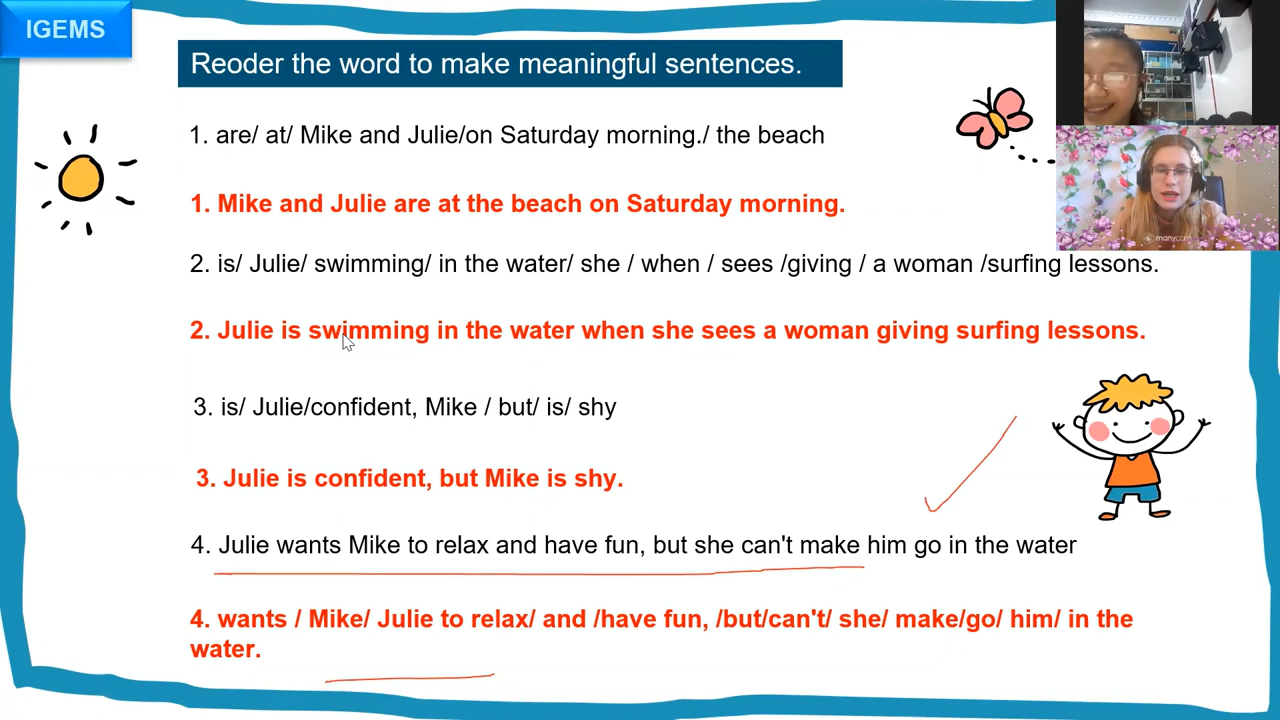 IGEMS
Reoder the word to make meaningful sentences.
1. are/ at/ Mike and Julie/on Saturday morning./ the beach
1. Mike and Julie are at the beach on Saturday morning.
2. is/ Julie/ swimming/ in the water/ she / when / sees /giving / a woman /surfing lessons.
2. Julie is swimming in the water when she sees a woman giving surfing lessons.
3. is/ Julie/confident, Mike / but/ is/ shy
3. Julie is confident, but Mike is shy.
4. Julie wants Mike to relax and have fun, but she can't make him go in the water
4. wants / Mike/ Julie to relax/ and /have fun, /but/can't/ she/ make/go/ him/ in the
water.
manycam